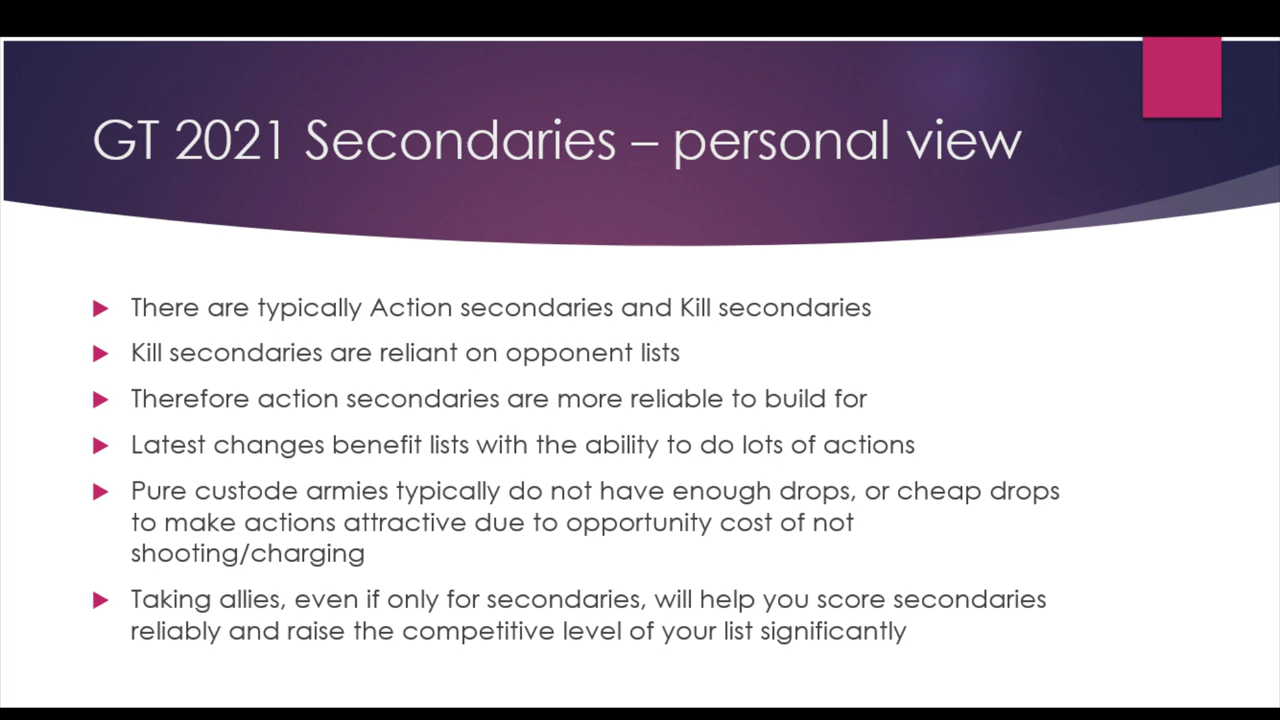 GT 2021 Secondaries – personal view
There are typically Action secondaries and Kill secondaries
Kill secondaries are reliant on opponent lists
Therefore action secondaries are more reliable to build for
Latest changes benefit lists with the ability to do lots of actions
Pure custode armies typically do not have enough drops, or cheap drops
to make actions attractive due to opportunity cost of not
shooting/charging
Taking allies, even if only for secondaries, will help you score secondaries
reliably and raise the competitive level of your list significantly